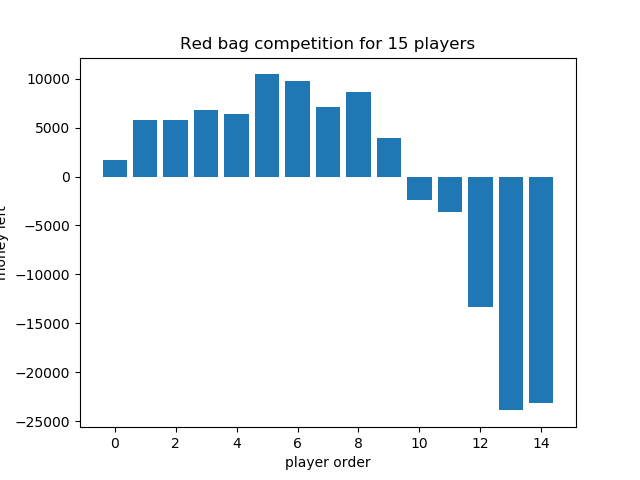 Red bag competition for 15 players
10000
5000
0
−5000
−10000
−15000
−20000
−25000
money left
0 2 4 6 8 10 12 14
player order